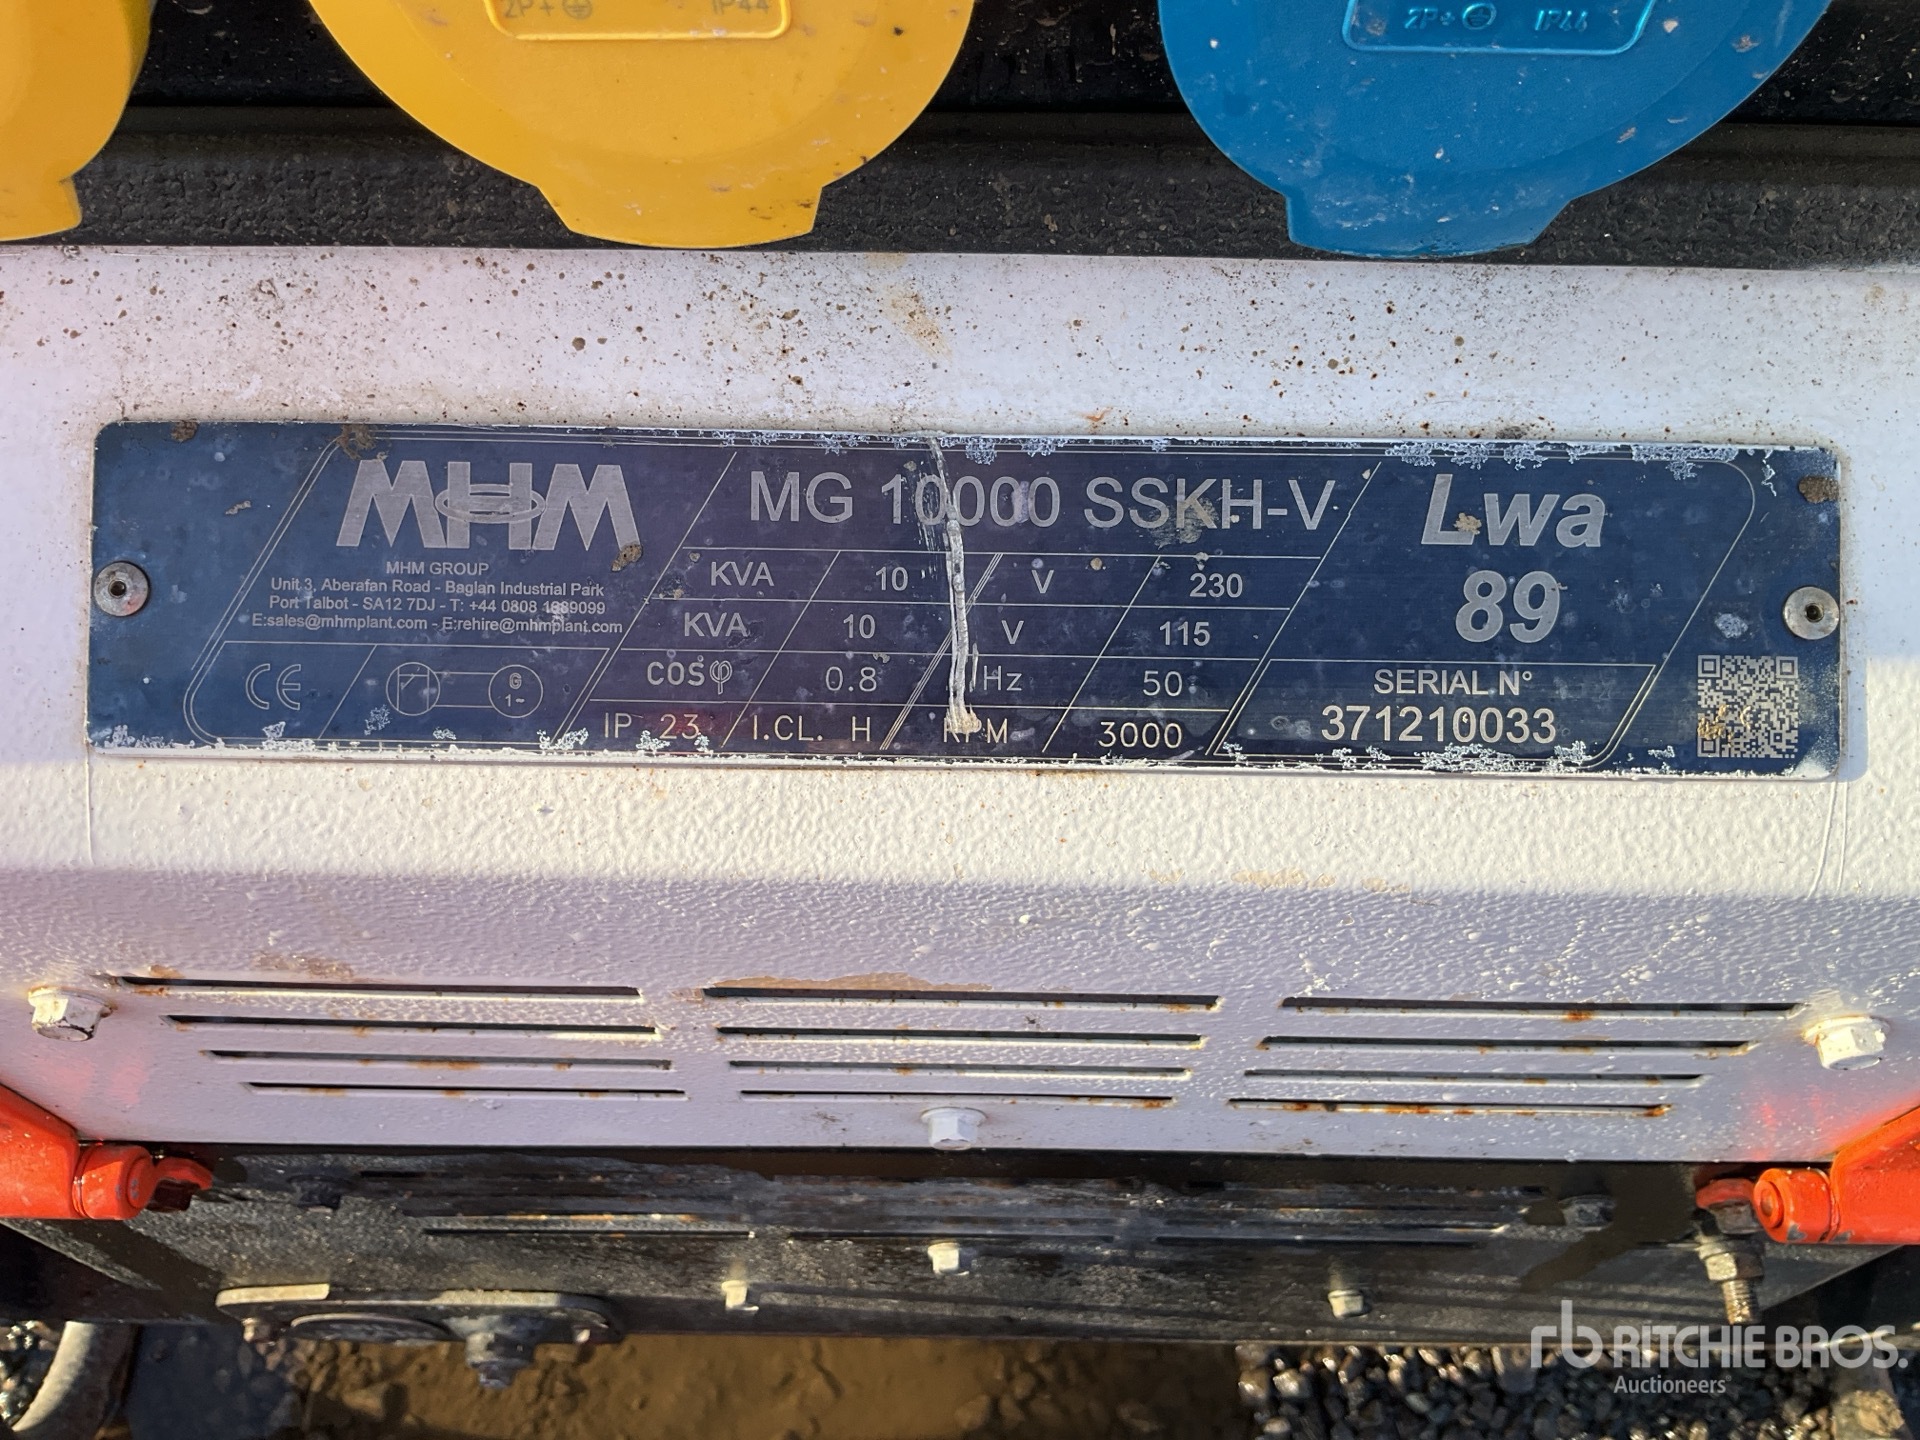 2P+ IP44
2P+ IP44
MHM
MHM GROUP
Unit 3, Aberafan Road - Baglan Industrial Park
Port Talbot - SA12 7DJ - T: +44 0808 1689099
E:sales@mhmplant.com - E:rehire@mhmplant.com
CE
G
1~
MG 10000 SSKH-V
KVA 10 V 230
KVA 10 V 115
cosφ 0.8 Hz 50
IP 23 I.CL. H RPM 3000
Lwa
89
SERIAL N°
371210033
rb RITCHIE BROS.
Auctioneers